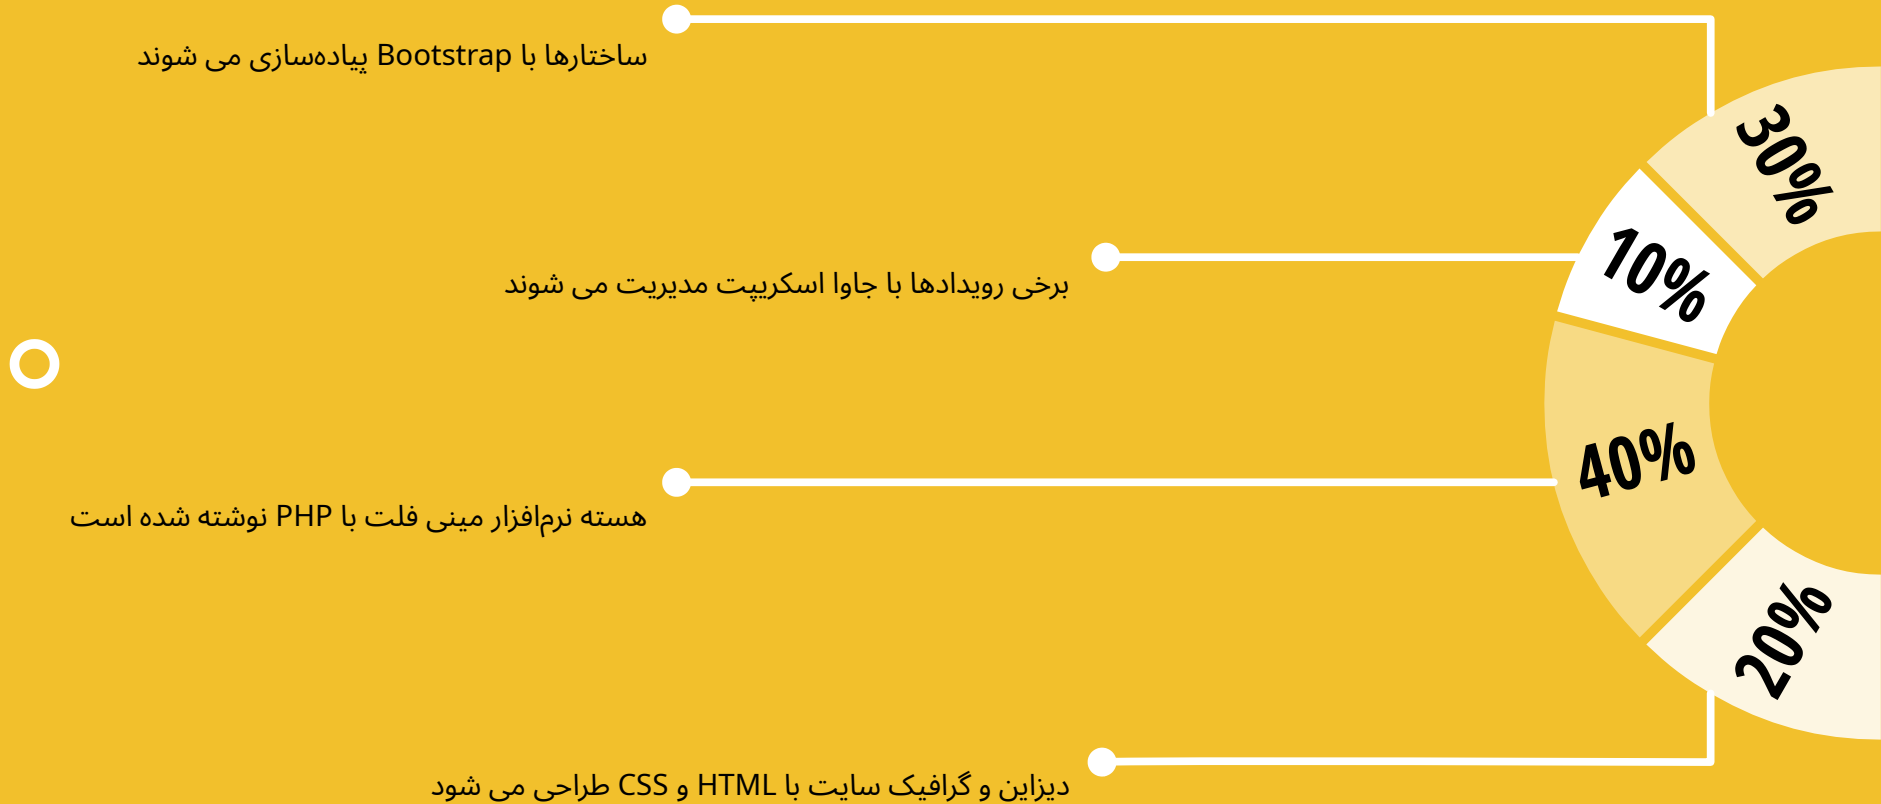 ساختارها با Bootstrap پیاده‌سازی می شوند
30%
برخی رویدادها با جاوا اسکریپت مدیریت می شوند
10%
هسته نرم‌افزار مینی فلت با PHP نوشته شده است
40%
دیزاین و گرافیک سایت با HTML و CSS طراحی می شود
20%